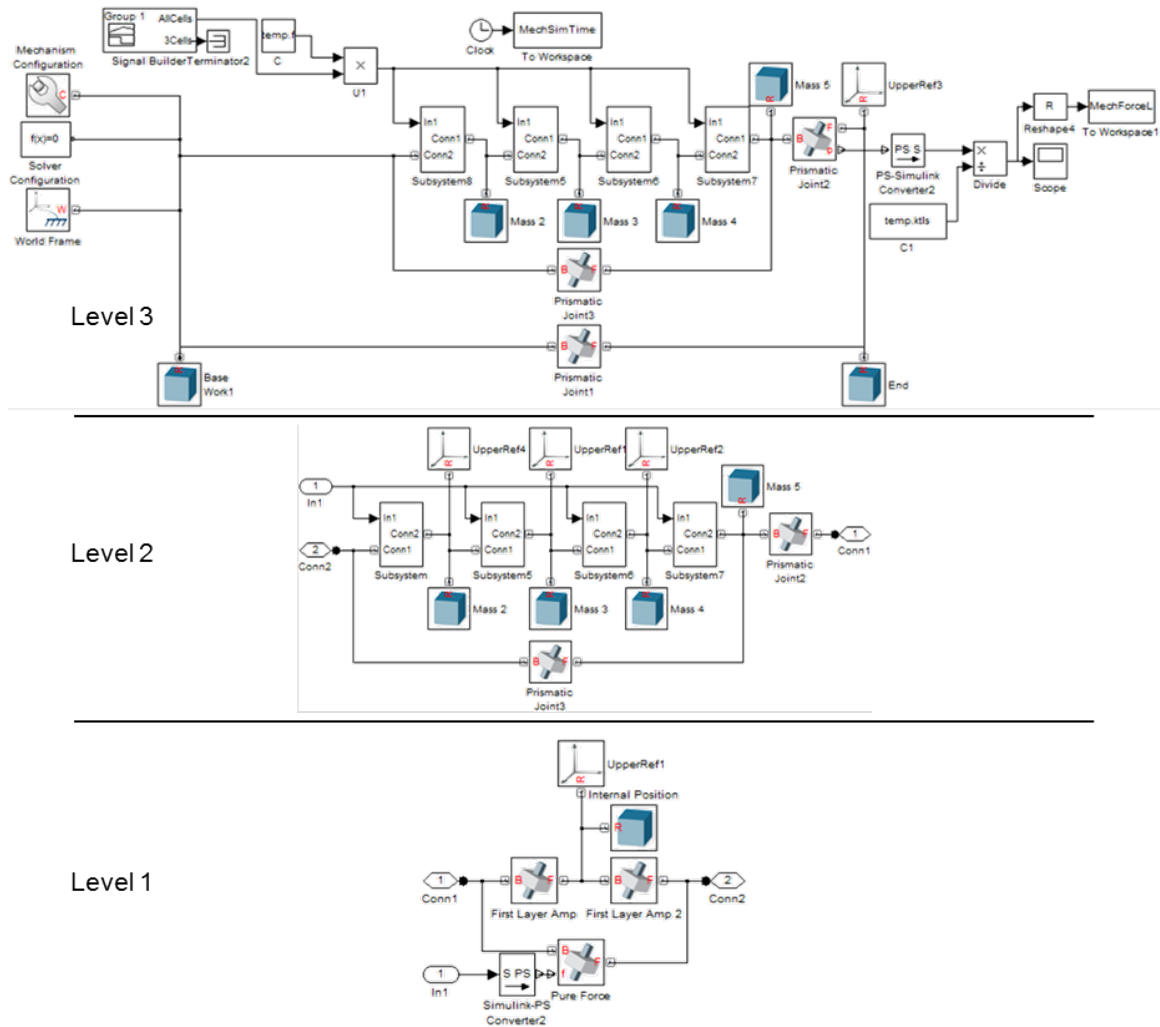 Group 1
AllCells
3Cells
Signal BuilderTerminator2
temp.f
C
×
U1
Clock
MechSimTime
To Workspace
Mechanism
Configuration
C
f(x)=0
Solver
Configuration
W
World Frame
In1
Conn1
Conn2
Subsystem8
In1
Conn1
Conn2
Subsystem5
In1
Conn1
Conn2
Subsystem6
In1
Conn1
Conn2
Subsystem7
Mass 2
Mass 3
Mass 4
R
Mass 5
R
UpperRef3
B
F
p
Prismatic
Joint2
PS S
PS-Simulink
Converter2
×
÷
Divide
R
Reshape4
MechForceL
To Workspace1
Scope
temp.ktls
C1
B
F
Prismatic
Joint3
B
F
Prismatic
Joint1
R
Base
Work1
R
End
Level 3
Level 2
1
In1
2
Conn2
In1
Conn2
Conn1
Subsystem
In1
Conn2
Conn1
Subsystem5
In1
Conn2
Conn1
Subsystem6
In1
Conn2
Conn1
Subsystem7
R
UpperRef4
R
UpperRef1
R
UpperRef2
R
Mass 5
R
Mass 2
R
Mass 3
R
Mass 4
B
F
Prismatic
Joint2
1
Conn1
B
F
Prismatic
Joint3
Level 1
R
UpperRef1
Internal Position
R
1
Conn1
B
F
First Layer Amp
B
F
First Layer Amp 2
2
Conn2
1
In1
S PS
Simulink-PS
Converter2
B
F
f
Pure Force